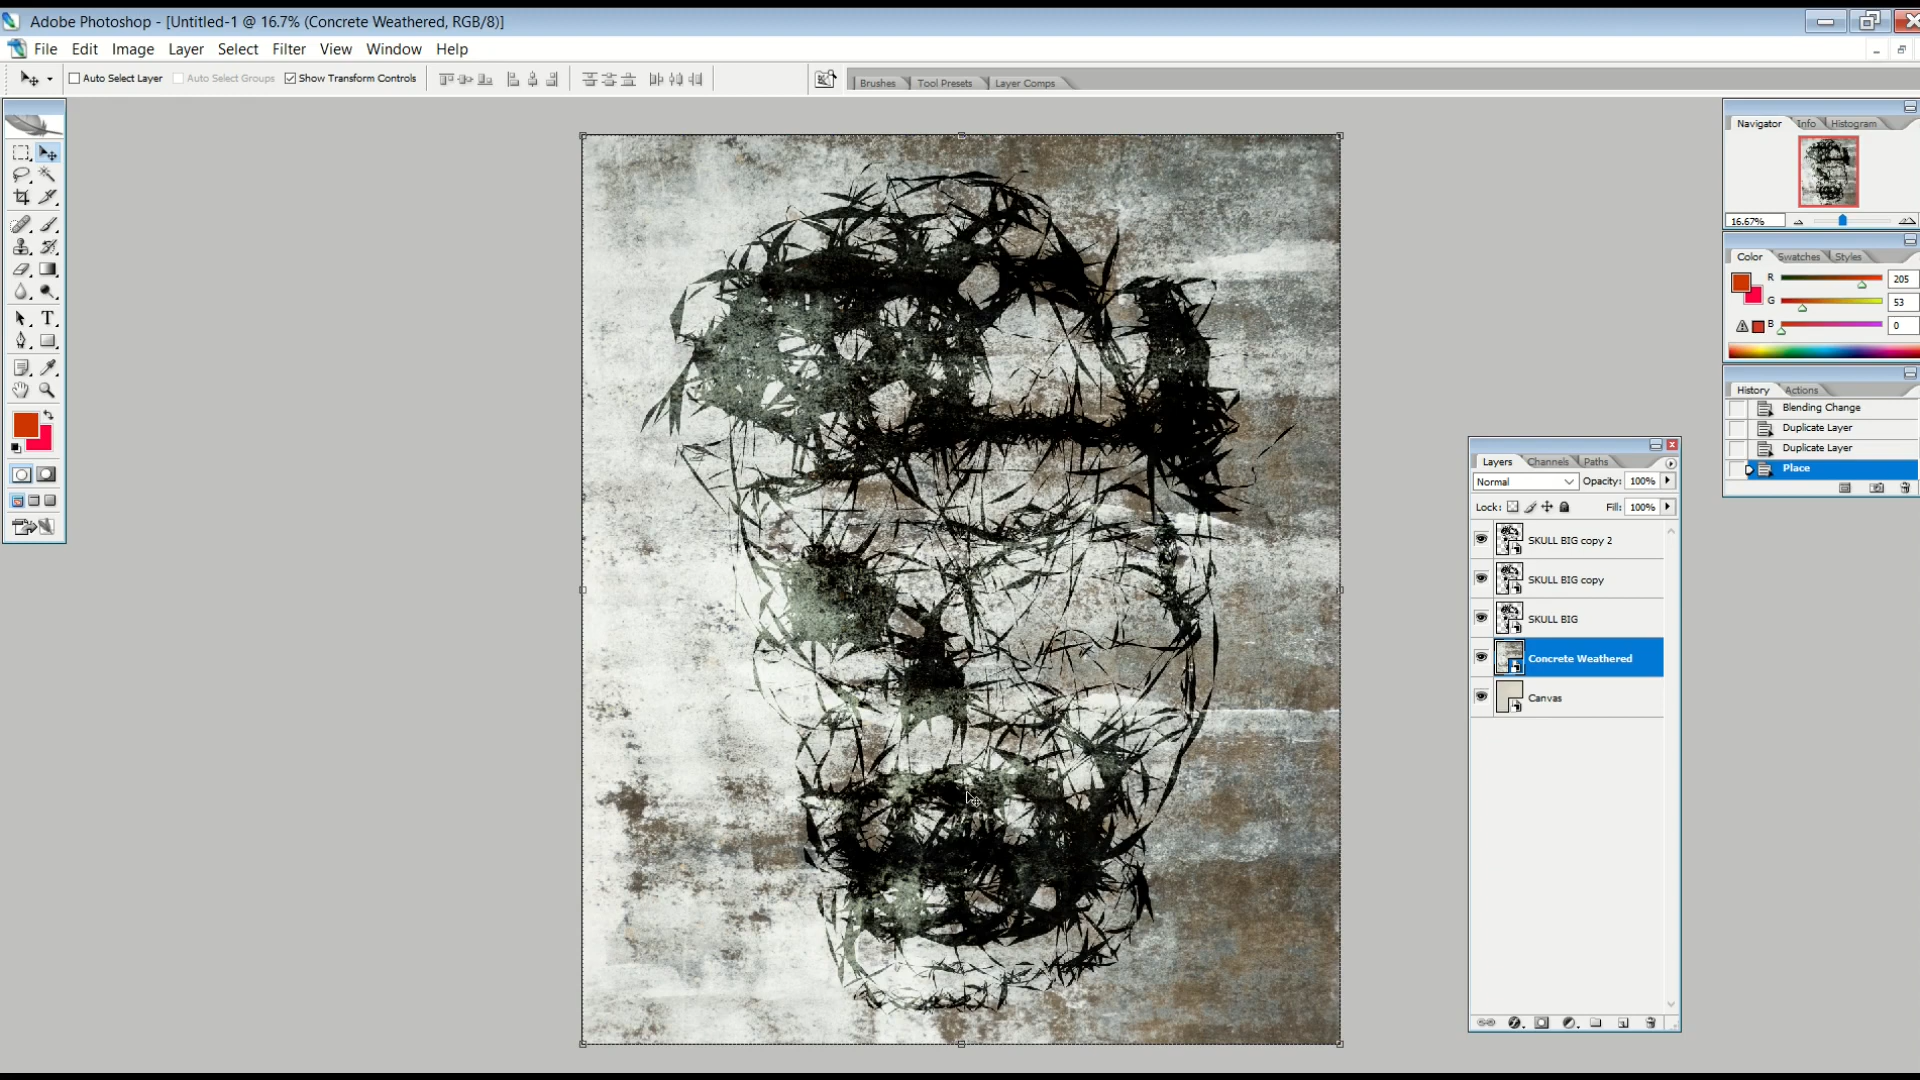 Adobe Photoshop - [Untitled-1 @ 16.7% (Concrete Weathered, RGB/8)]
File Edit Image Layer Select Filter View Window Help
Auto Select Layer Auto Select Groups Show Transform Controls Brushes Tool Presets Layer Comps
Navigator Info Histogram
16.67%
Color Swatches Styles
R 205
G 53
B 0
History Actions
Blending Change
Duplicate Layer
Duplicate Layer
Place
Layers Channels Paths
Normal Opacity: 100%
Lock: Fill: 100%
SKULL BIG copy 2
SKULL BIG copy
SKULL BIG
Concrete Weathered
Canvas